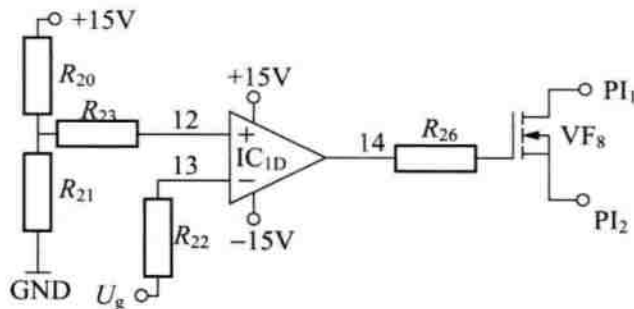 +15V
R20
R23
12
+15V
+
IC1D
14
R26
PI1
VF8
R21
13
−
R22
−15V
PI2
GND
Ug